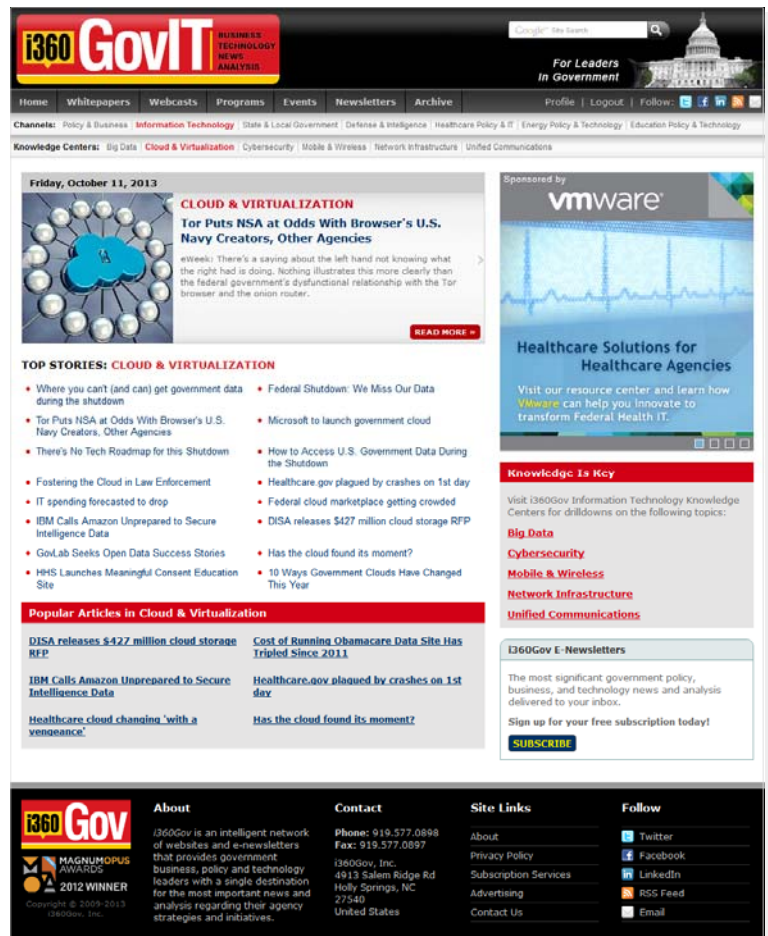 i360 GovIT BUSINESS
TECHNOLOGY
NEWS
ANALYSIS
Google™ Site Search
For Leaders
In Government
Home Whitepapers Webcasts Programs Events Newsletters Archive Profile | Logout | Follow:
Channels: Policy & Business | Information Technology | State & Local Government | Defense & Intelligence | Healthcare Policy & IT | Energy Policy & Technology | Education Policy & Technology
Knowledge Centers: Big Data | Cloud & Virtualization | Cybersecurity | Mobile & Wireless | Network Infrastructure | Unified Communications
Friday, October 11, 2013
CLOUD & VIRTUALIZATION
Tor Puts NSA at Odds With Browser's U.S.
Navy Creators, Other Agencies
eWeek: There's a saying about the left hand not knowing what
the right had is doing. Nothing illustrates this more clearly than
the federal government's dysfunctional relationship with the Tor
browser and the onion router.
READ MORE »
Sponsored by
vmware
Healthcare Solutions for
Healthcare Agencies
Visit our resource center and learn how
VMware can help you innovate to
transform Federal Health IT.
TOP STORIES: CLOUD & VIRTUALIZATION
• Where you can't (and can) get government data
during the shutdown
• Federal Shutdown: We Miss Our Data
• Tor Puts NSA at Odds With Browser's U.S.
Navy Creators, Other Agencies
• Microsoft to launch government cloud
• There's No Tech Roadmap for this Shutdown
• How to Access U.S. Government Data During
the Shutdown
• Fostering the Cloud in Law Enforcement
• Healthcare.gov plagued by crashes on 1st day
• IT spending forecasted to drop
• Federal cloud marketplace getting crowded
• IBM Calls Amazon Unprepared to Secure
Intelligence Data
• DISA releases $427 million cloud storage RFP
• GovLab Seeks Open Data Success Stories
• Has the cloud found its moment?
• HHS Launches Meaningful Consent Education
Site
• 10 Ways Government Clouds Have Changed
This Year
Popular Articles in Cloud & Virtualization
DISA releases $427 million cloud storage
RFP
Cost of Running Obamacare Data Site Has
Tripled Since 2011
IBM Calls Amazon Unprepared to Secure
Intelligence Data
Healthcare.gov plagued by crashes on 1st
day
Healthcare cloud changing 'with a
vengeance'
Has the cloud found its moment?
Knowledge Is Key
Visit i360Gov Information Technology Knowledge
Centers for drilldowns on the following topics:
Big Data
Cybersecurity
Mobile & Wireless
Network Infrastructure
Unified Communications
i360Gov E-Newsletters
The most significant government policy,
business, and technology news and analysis
delivered to your inbox.
Sign up for your free subscription today!
SUBSCRIBE
i360 Gov
MAGNUM OPUS
AWARDS
2012 WINNER
Copyright © 2009-2013
i360Gov, Inc.
About
i360Gov is an intelligent network
of websites and e-newsletters
that provides government
business, policy and technology
leaders with a single destination
for the most important news and
analysis regarding their agency
strategies and initiatives.
Contact
Phone: 919.577.0898
Fax: 919.577.0897
i360Gov, Inc.
4913 Salem Ridge Rd
Holly Springs, NC
27540
United States
Site Links
About
Privacy Policy
Subscription Services
Advertising
Contact Us
Follow
Twitter
Facebook
LinkedIn
RSS Feed
Email